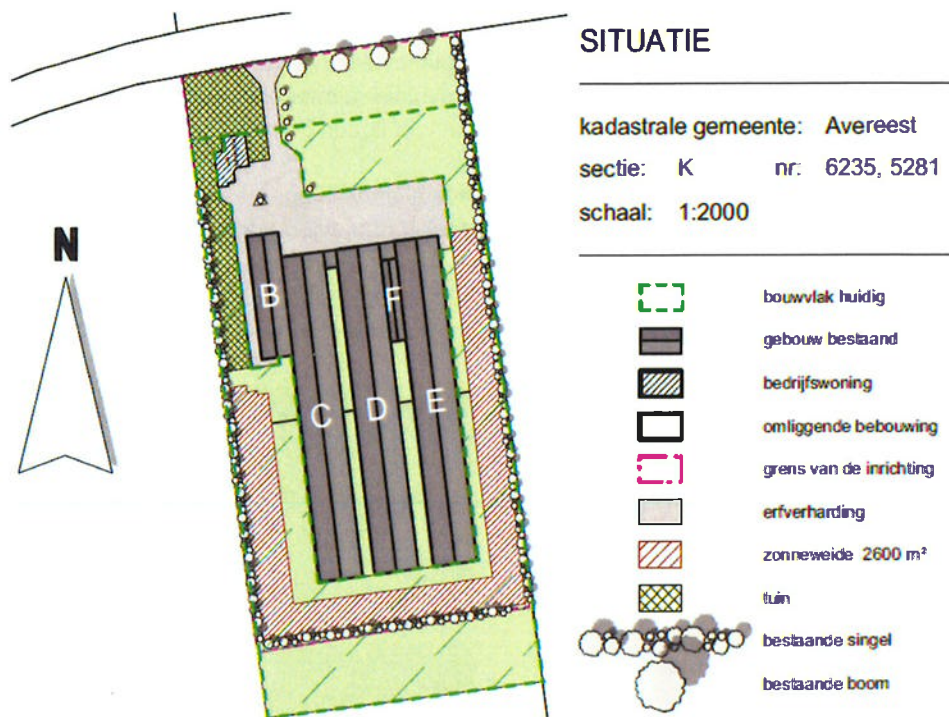 SITUATIE
kadastrale gemeente: Avereest
sectie: K nr: 6235, 5281
schaal: 1:2000
N
B
F
C
D
E
bouwvlak huidig
gebouw bestaand
bedrijfswoning
omliggende bebouwing
grens van de inrichting
erfverharding
zonneweide 2600 m²
tuin
bestaande singel
bestaande boom